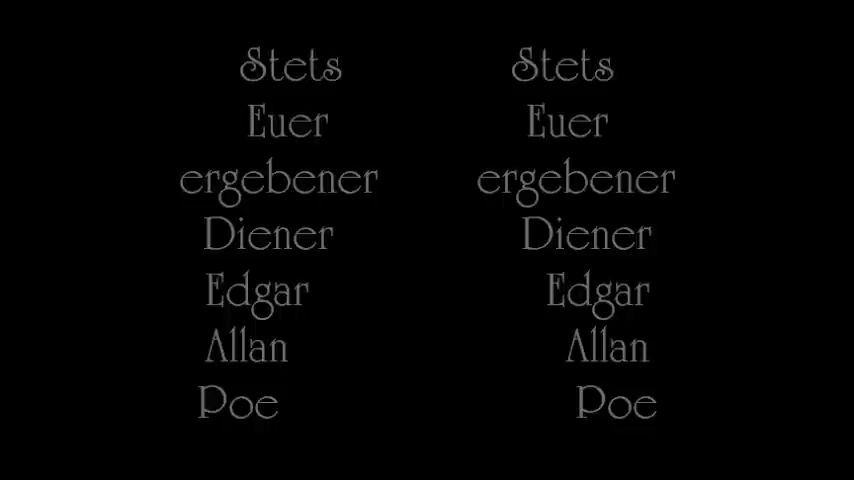 Stets Stets
Euer Euer
ergebener ergebener
Diener Diener
Edgar Edgar
Allan Allan
Poe Poe